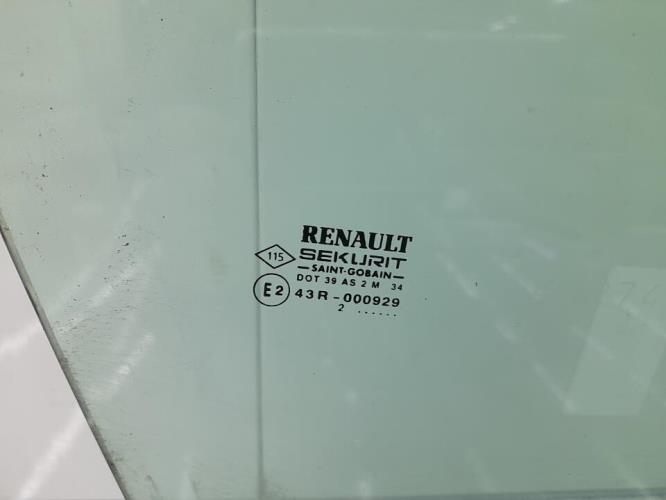 RENAULT
115 SEKURIT
SAINT-GOBAIN
DOT 39 AS 2 M 34
E2 43R-000929
2 ......